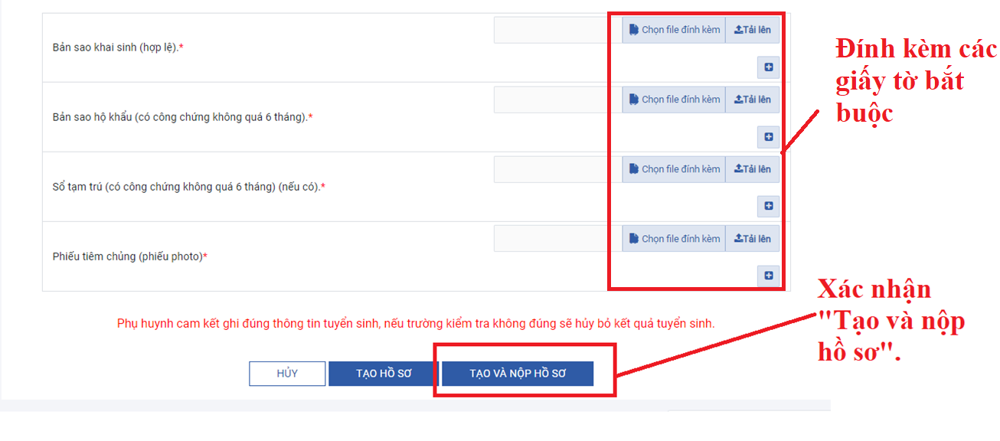 Bản sao khai sinh (hợp lệ).*
Chọn file đính kèm
Tải lên
Bản sao hộ khẩu (có công chứng không quá 6 tháng).*
Chọn file đính kèm
Tải lên
Sổ tạm trú (có công chứng không quá 6 tháng) (nếu có).*
Chọn file đính kèm
Tải lên
Phiếu tiêm chủng (phiếu photo)*
Chọn file đính kèm
Tải lên
Đính kèm các
giấy tờ bắt
buộc
Phụ huynh cam kết ghi đúng thông tin tuyển sinh, nếu trường kiểm tra không đúng sẽ hủy bỏ kết quả tuyển sinh.
HỦY
TẠO HỒ SƠ
TẠO VÀ NỘP HỒ SƠ
Xác nhận
"Tạo và nộp
hồ sơ".